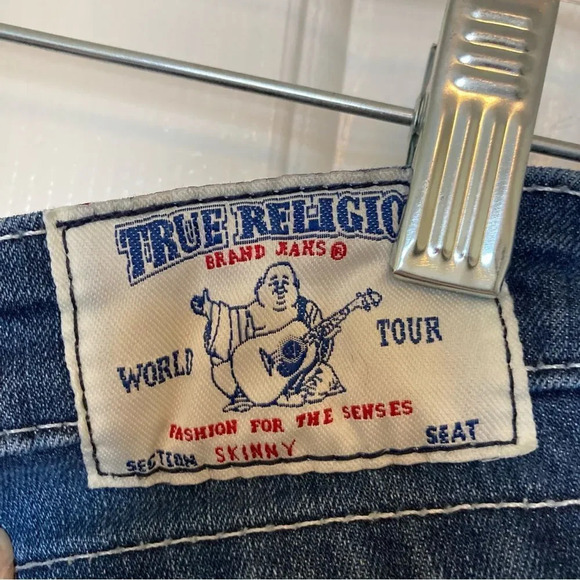 TRUE RELIGIO
BRAND JEANS®
WORLD TOUR
FASHION FOR THE SENSES
SECTION SKINNY SEAT